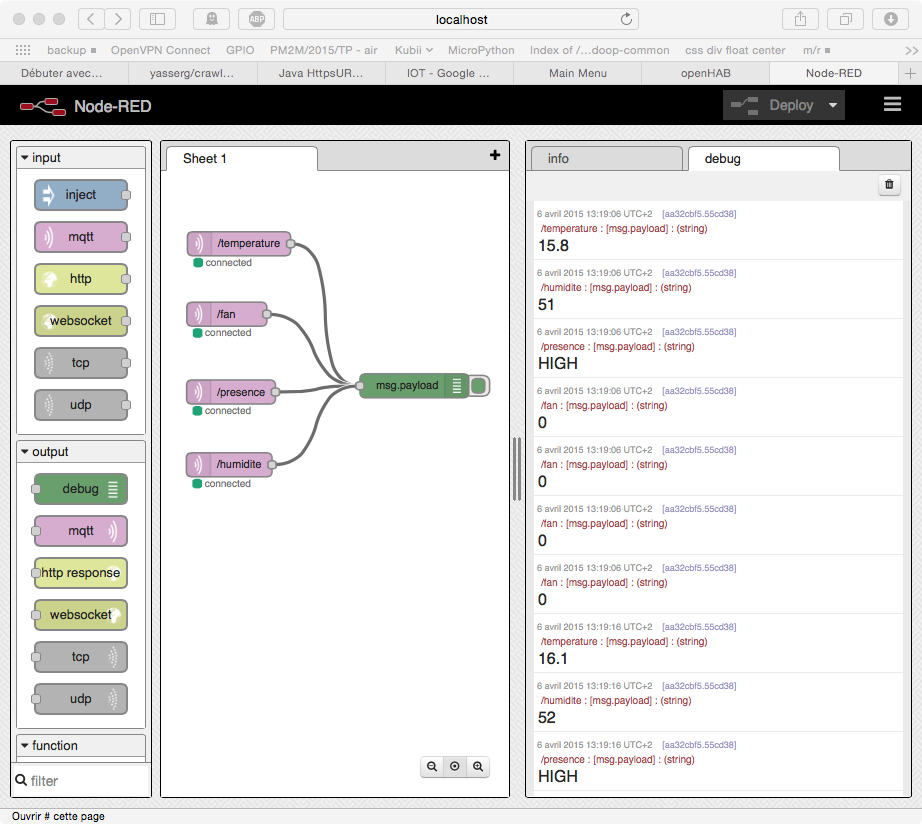 localhost
ABP
backup OpenVPN Connect GPIO PM2M/2015/TP - air Kubii MicroPython Index of /...doop-common css div float center m/r >>
Débuter avec… yasserg/crawl… Java HttpsUR… IOT - Google … Main Menu openHAB Node-RED +
Node-RED Deploy
input
inject
mqtt
http
websocket
tcp
udp
output
debug
mqtt
http response
websocket
tcp
udp
function
filter
Sheet 1 +
/temperature
connected
/fan
connected
/presence
connected
/humidite
connected
msg.payload
info debug
6 avril 2015 13:19:06 UTC+2 [aa32cbf5.55cd38]
/temperature : [msg.payload] : (string)
15.8
6 avril 2015 13:19:06 UTC+2 [aa32cbf5.55cd38]
/humidite : [msg.payload] : (string)
51
6 avril 2015 13:19:06 UTC+2 [aa32cbf5.55cd38]
/presence : [msg.payload] : (string)
HIGH
6 avril 2015 13:19:06 UTC+2 [aa32cbf5.55cd38]
/fan : [msg.payload] : (string)
0
6 avril 2015 13:19:06 UTC+2 [aa32cbf5.55cd38]
/fan : [msg.payload] : (string)
0
6 avril 2015 13:19:06 UTC+2 [aa32cbf5.55cd38]
/fan : [msg.payload] : (string)
0
6 avril 2015 13:19:06 UTC+2 [aa32cbf5.55cd38]
/fan : [msg.payload] : (string)
0
6 avril 2015 13:19:16 UTC+2 [aa32cbf5.55cd38]
/temperature : [msg.payload] : (string)
16.1
6 avril 2015 13:19:16 UTC+2 [aa32cbf5.55cd38]
/humidite : [msg.payload] : (string)
52
6 avril 2015 13:19:16 UTC+2 [aa32cbf5.55cd38]
/presence : [msg.payload] : (string)
HIGH
Ouvrir # cette page